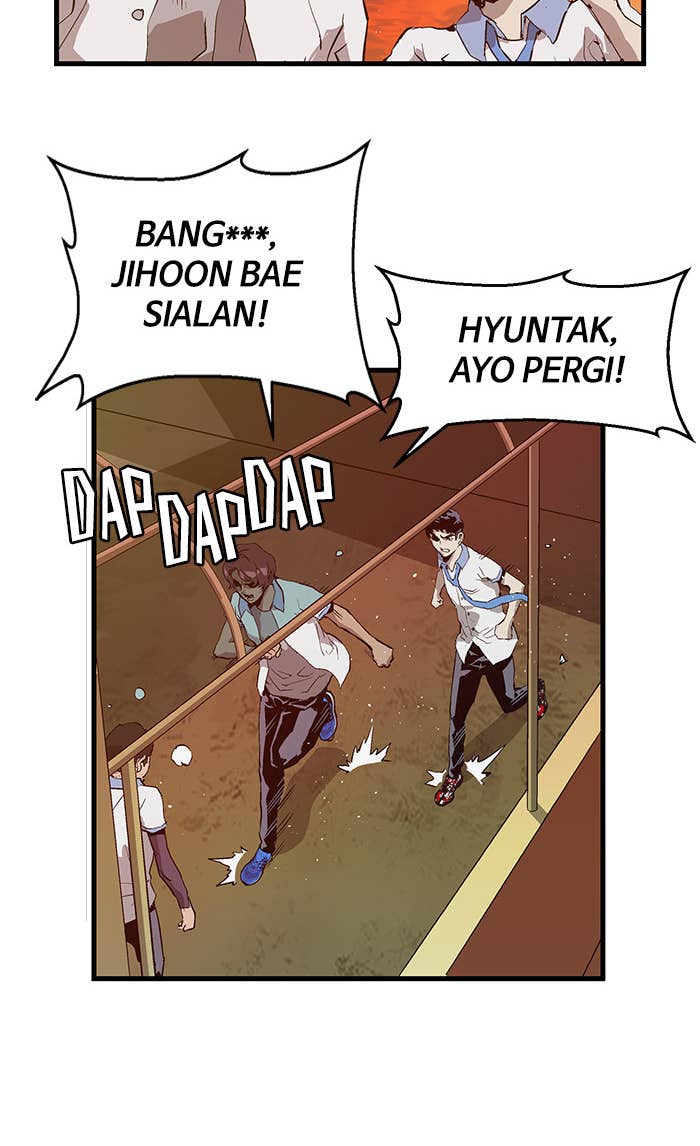 BANG***,
JIHOON BAE
SIALAN!
HYUNTAK,
AYO PERGI!
DAP DAP DAP